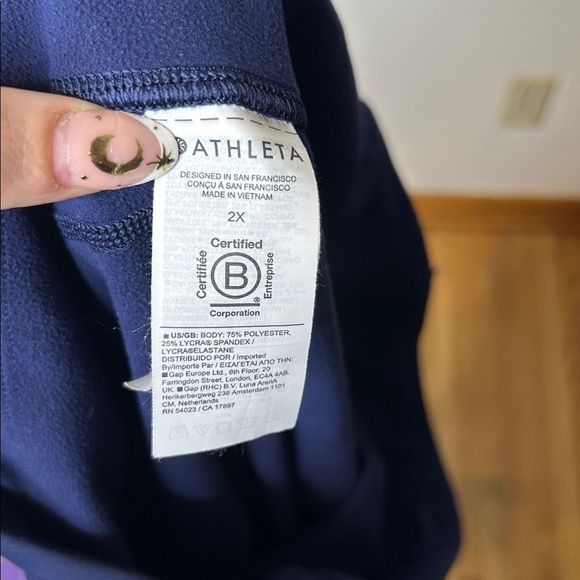 ATHLETA
DESIGNED IN SAN FRANCISCO
CONÇU À SAN FRANCISCO
MADE IN VIETNAM
2X
Certified
Certifiée
B
Entreprise
®
Corporation
US/GB: BODY: 75% POLYESTER,
25% LYCRA® SPANDEX /
LYCRA®ELASTANE
DISTRIBUIDO POR / Imported
By/Importe Par / ΕΙΣΑΓΕΤΑΙ ΑΠΟ ΤΗΝ:
Gap Europe Ltd., 6th Floor, 20
Farringdon Street, London, EC4A 4AB.
UK. Gap (RHC) B.V. Luna ArenA
Herikerbergweg 238 Amsterdam 1101
CM, Netherlands
RN 54023 / CA 17897